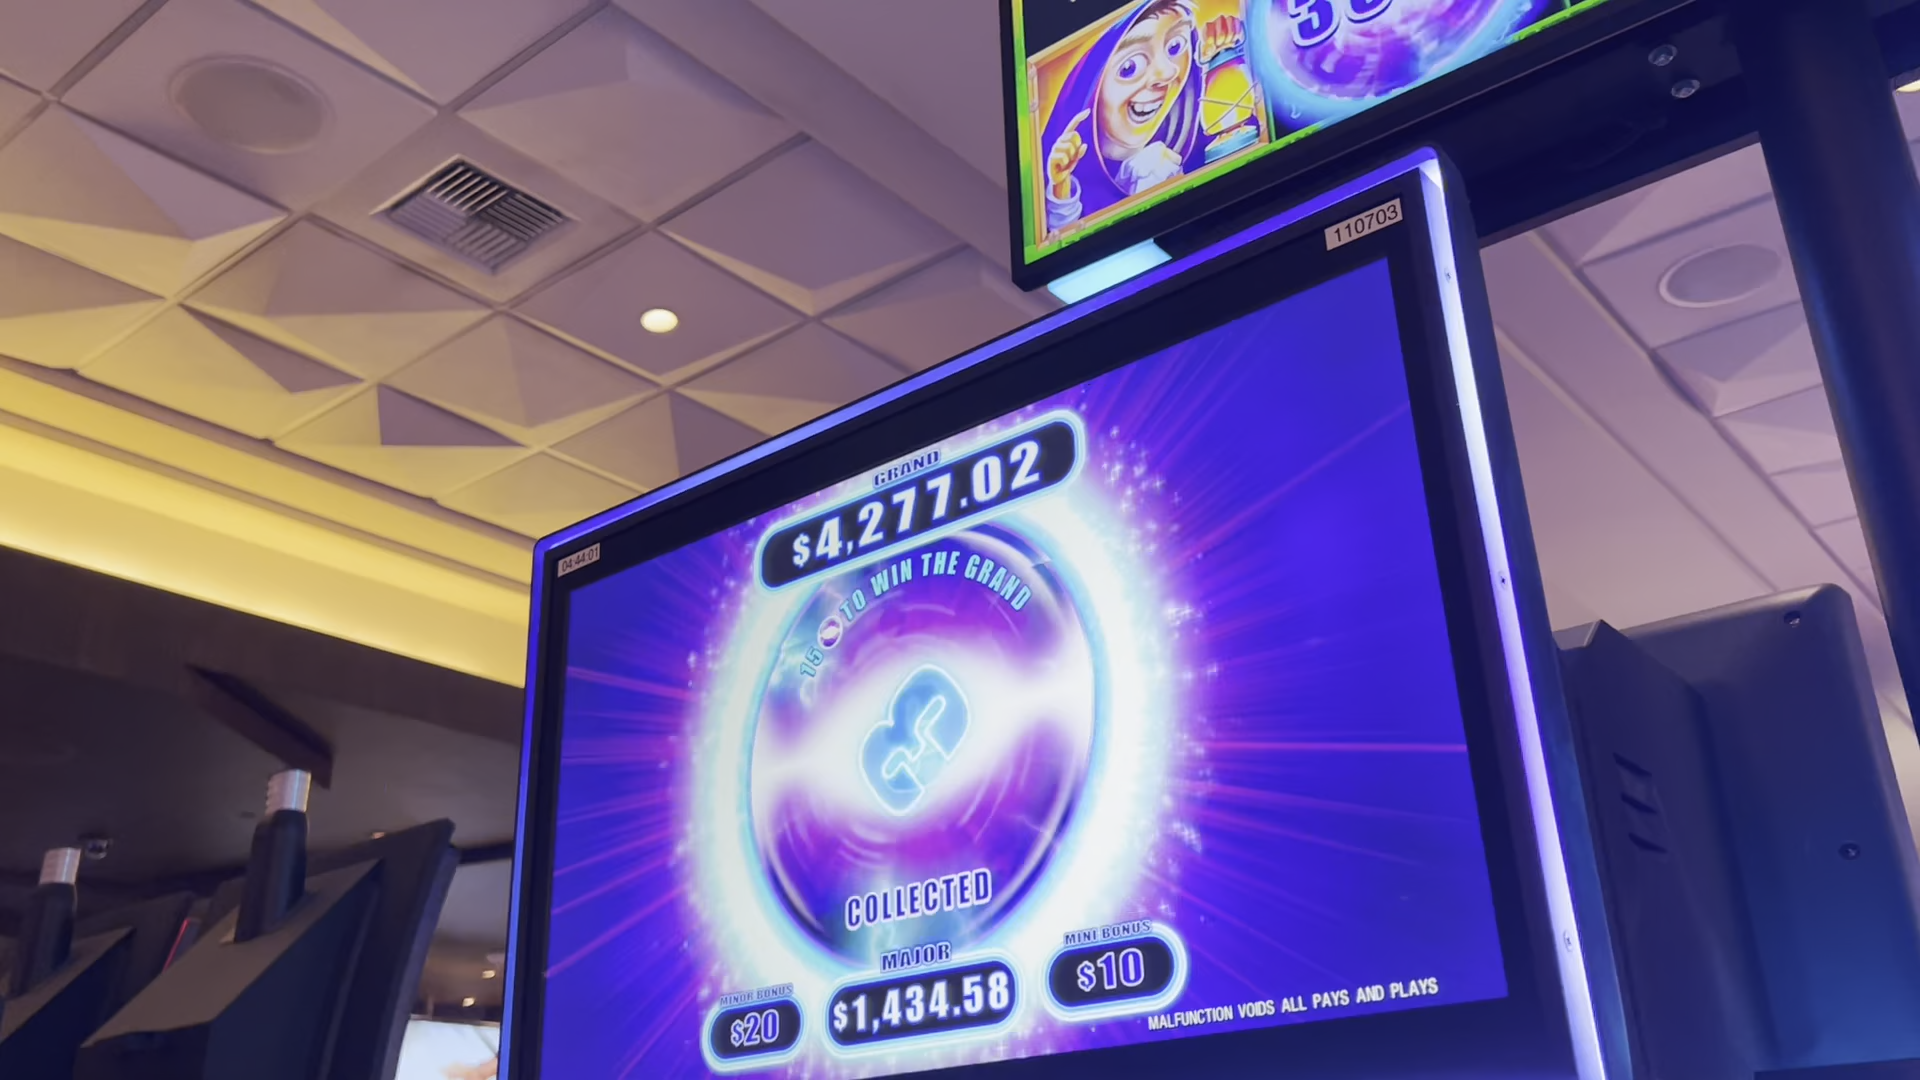 110703
04:44:01
GRAND
$4,277.02
15 TO WIN THE GRAND
COLLECTED
MINOR BONUS
$20
MAJOR
$1,434.58
MINI BONUS
$10
MALFUNCTION VOIDS ALL PAYS AND PLAYS